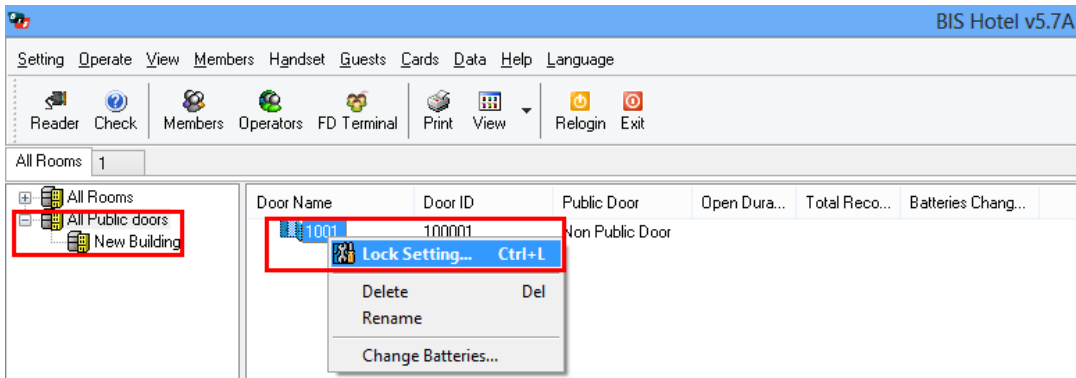 BIS Hotel v5.7A
Setting Operate View Members Handset Guests Cards Data Help Language
Reader Check Members Operators FD Terminal Print View Relogin Exit
All Rooms 1
All Rooms
All Public doors
New Building
Door Name Door ID Public Door Open Dura... Total Reco... Batteries Chang...
1001 100001 Non Public Door
Lock Setting... Ctrl+L
Delete Del
Rename
Change Batteries...